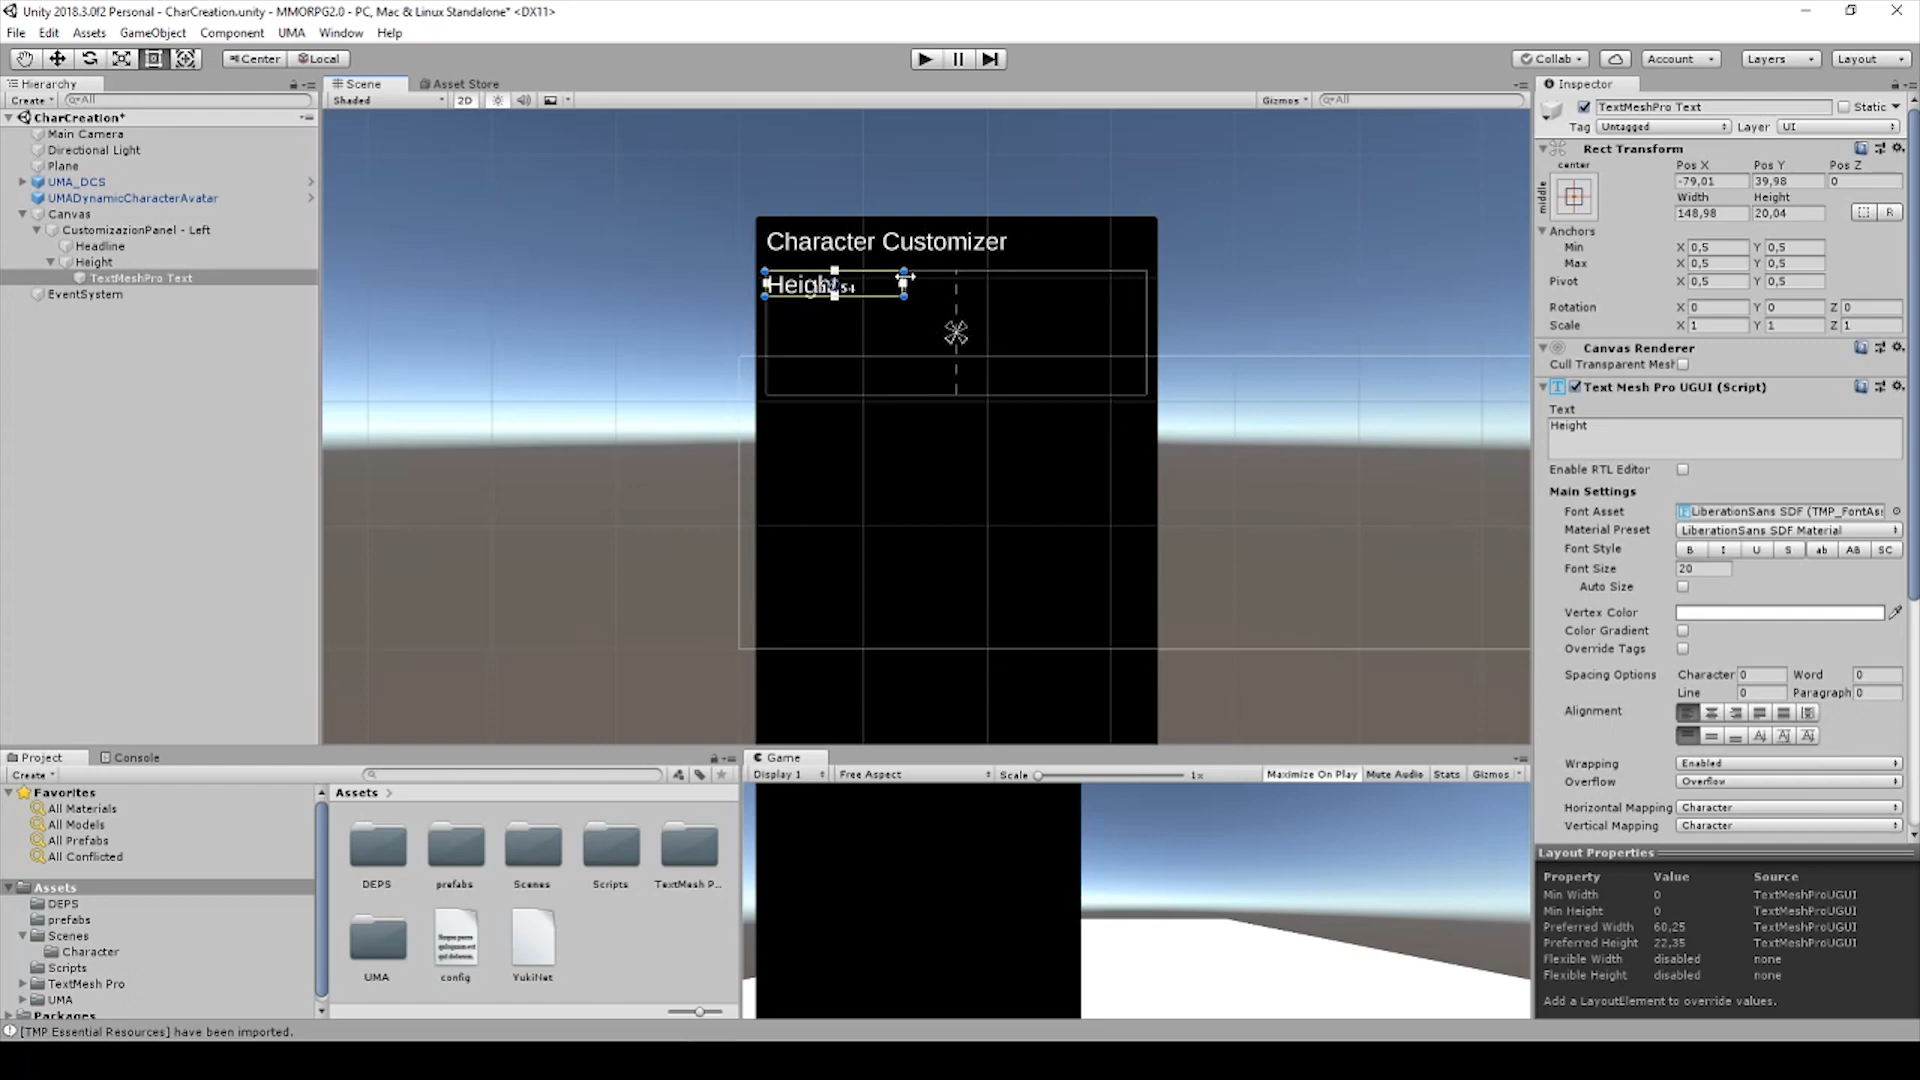 Unity 2018.3.0f2 Personal - CharCreation.unity - MMORPG2.0 - PC, Mac & Linux Standalone* <DX11>
File Edit Assets GameObject Component UMA Window Help
Center Local Collab Account Layers Layout
Hierarchy
Create All
CharCreation*
Main Camera
Directional Light
Plane
UMA_DCS
UMADynamicCharacterAvatar
Canvas
CustomizazionPanel - Left
Headline
Height
TextMeshPro Text
EventSystem
Scene Asset Store
Shaded 2D Gizmos All
Character Customizer
Height
Inspector
TextMeshPro Text Static
Tag Untagged Layer UI
Rect Transform
center
middle
Pos X Pos Y Pos Z
-79,01 39,98 0
Width Height
148,98 20,04 R
Anchors
Min X 0,5 Y 0,5
Max X 0,5 Y 0,5
Pivot X 0,5 Y 0,5
Rotation X 0 Y 0 Z 0
Scale X 1 Y 1 Z 1
Canvas Renderer
Cull Transparent Mesh
Text Mesh Pro UGUI (Script)
Text
Height
Enable RTL Editor
Main Settings
Font Asset LiberationSans SDF (TMP_FontAs
Material Preset LiberationSans SDF Material
Font Style B I U S ab AB SC
Font Size 20
Auto Size
Vertex Color
Color Gradient
Override Tags
Spacing Options Character 0 Word 0
Line 0 Paragraph 0
Alignment
Wrapping Enabled
Overflow Overflow
Horizontal Mapping Character
Vertical Mapping Character
Layout Properties
Property Value Source
Min Width 0 TextMeshProUGUI
Min Height 0 TextMeshProUGUI
Preferred Width 60,25 TextMeshProUGUI
Preferred Height 22,35 TextMeshProUGUI
Flexible Width disabled none
Flexible Height disabled none
Add a LayoutElement to override values.
Project Console
Create
Favorites
All Materials
All Models
All Prefabs
All Conflicted
Assets
DEPS
prefabs
Scenes
Character
Scripts
TextMesh Pro
UMA
Packages
Assets
DEPS prefabs Scenes Scripts TextMesh P...
UMA config YukiNet
Game
Display 1 Free Aspect Scale 1x Maximize On Play Mute Audio Stats Gizmos
[TMP Essential Resources] have been imported.